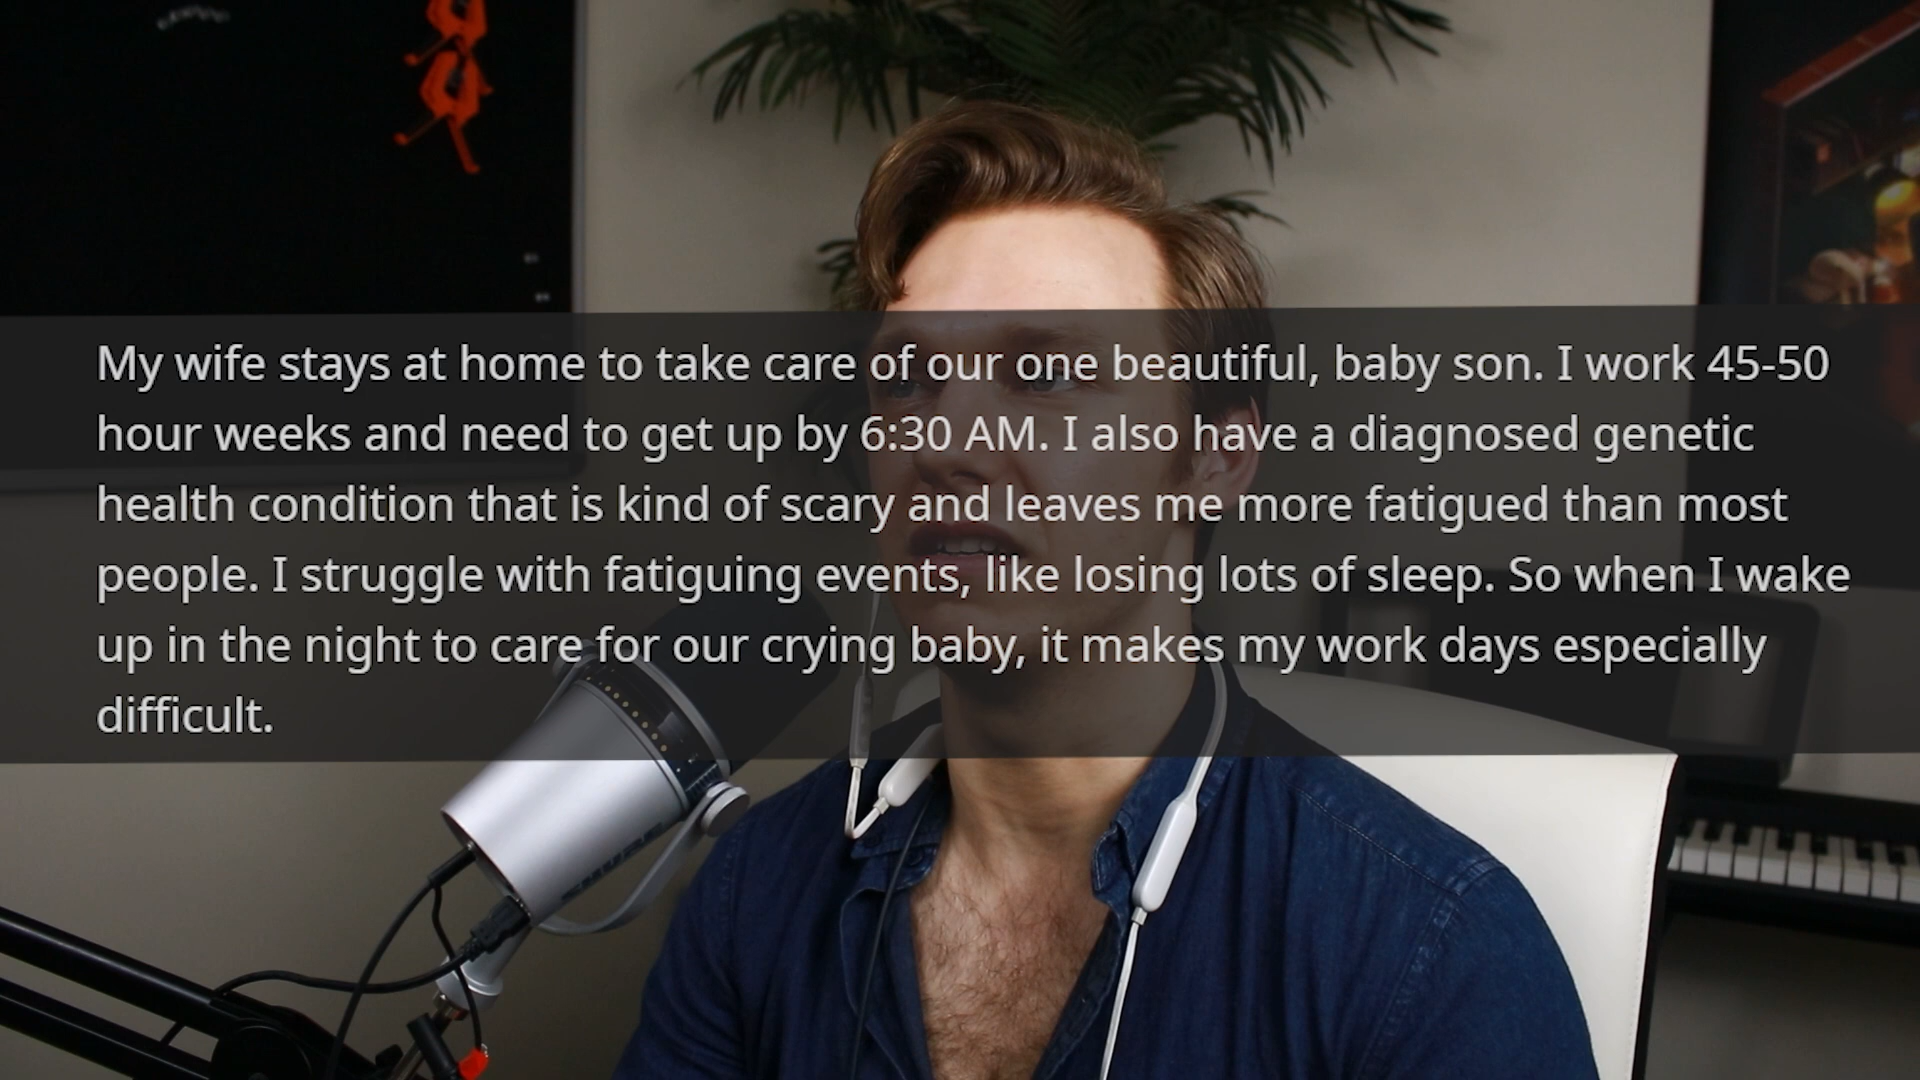 My wife stays at home to take care of our one beautiful, baby son. I work 45-50
hour weeks and need to get up by 6:30 AM. I also have a diagnosed genetic
health condition that is kind of scary and leaves me more fatigued than most
people. I struggle with fatiguing events, like losing lots of sleep. So when I wake
up in the night to care for our crying baby, it makes my work days especially
difficult.
SHURE